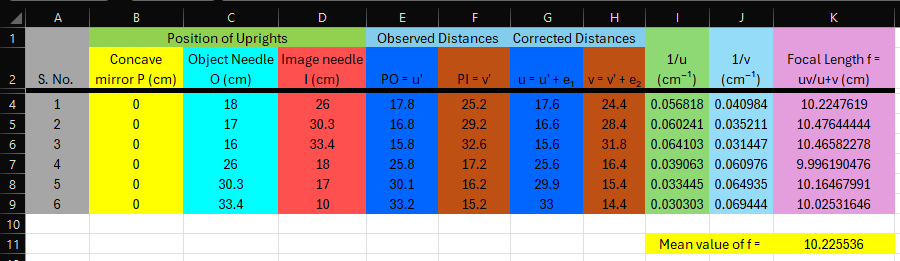 A B C D E F G H I J K
1 Position of Uprights Observed Distances Corrected Distances
2 S. No. Concave mirror P (cm) Object Needle O (cm) Image needle I (cm) PO = u' PI = v' u = u' + e₁ v = v' + e₂ 1/u (cm⁻¹) 1/v (cm⁻¹) Focal Length f = uv/u+v (cm)
4 1 0 18 26 17.8 25.2 17.6 24.4 0.056818 0.040984 10.2247619
5 2 0 17 30.3 16.8 29.2 16.6 28.4 0.060241 0.035211 10.47644444
6 3 0 16 33.4 15.8 32.6 15.6 31.8 0.064103 0.031447 10.46582278
7 4 0 26 18 25.8 17.2 25.6 16.4 0.039063 0.060976 9.996190476
8 5 0 30.3 17 30.1 16.2 29.9 15.4 0.033445 0.064935 10.16467991
9 6 0 33.4 10 33.2 15.2 33 14.4 0.030303 0.069444 10.02531646
10
11 Mean value of f = 10.225536